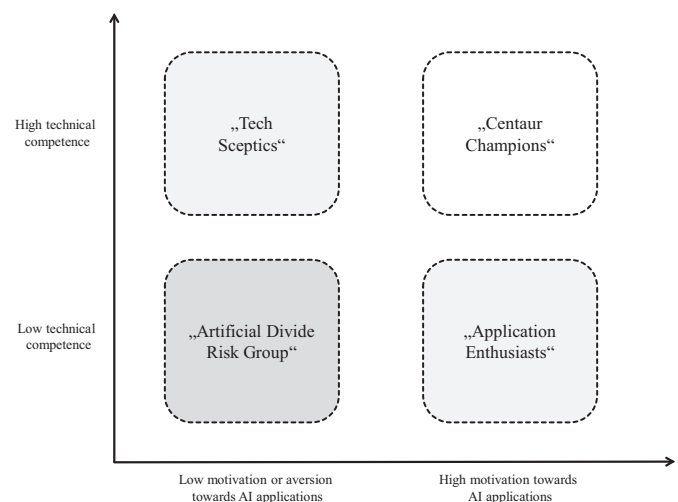 High technical
competence
„Tech
Sceptics“
„Centaur
Champions“
Low technical
competence
„Artificial Divide
Risk Group“
„Application
Enthusiasts“
Low motivation or aversion
towards AI applications
High motivation towards
AI applications